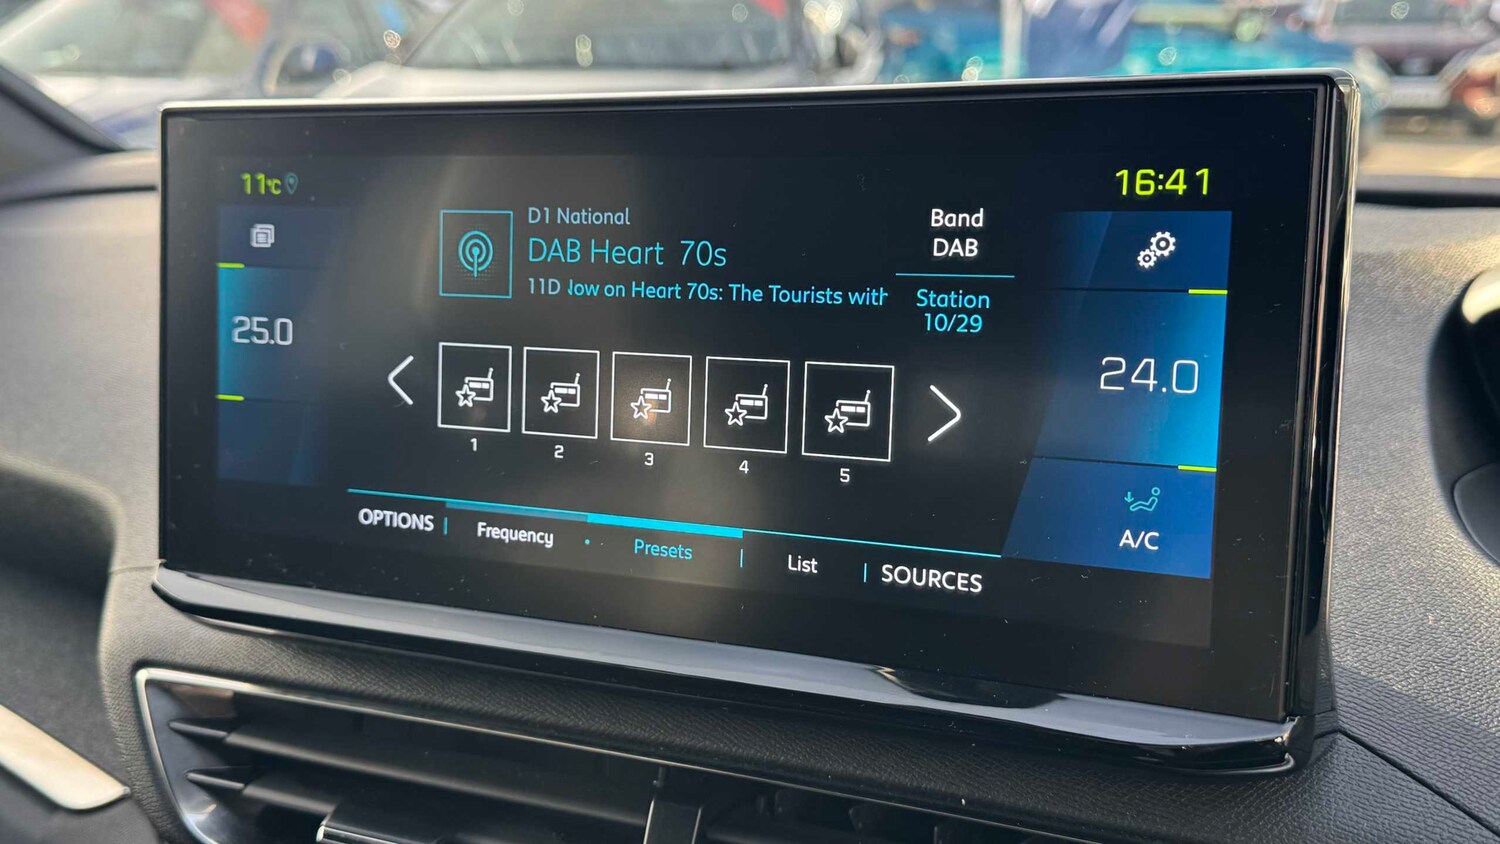 11°C
16:41
D1 National
DAB Heart 70s
11D Now on Heart 70s: The Tourists with
Band
DAB
Station
10/29
25.0
24.0
1
2
3
4
5
A/C
OPTIONS
Frequency
Presets
List
SOURCES